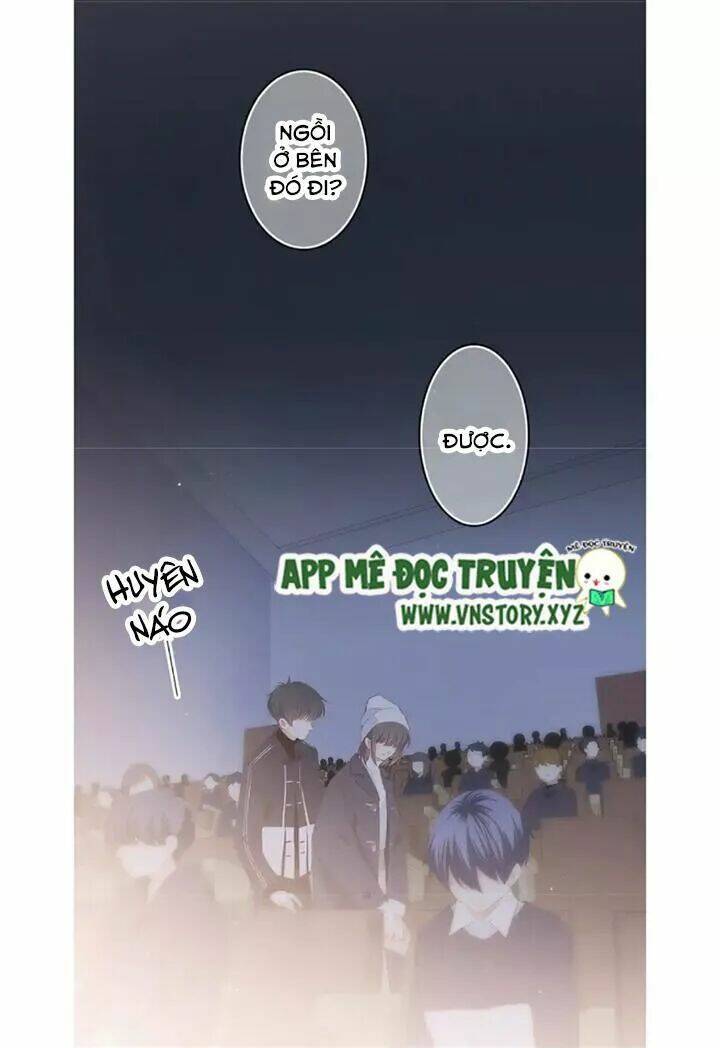 NGỒI
Ở BÊN
ĐÓ ĐI?
ĐƯỢC.
MÊ ĐỌC TRUYỆN
APP MÊ ĐỌC TRUYỆN
WWW.VNSTORY.XYZ
HUYÊN
NÁO